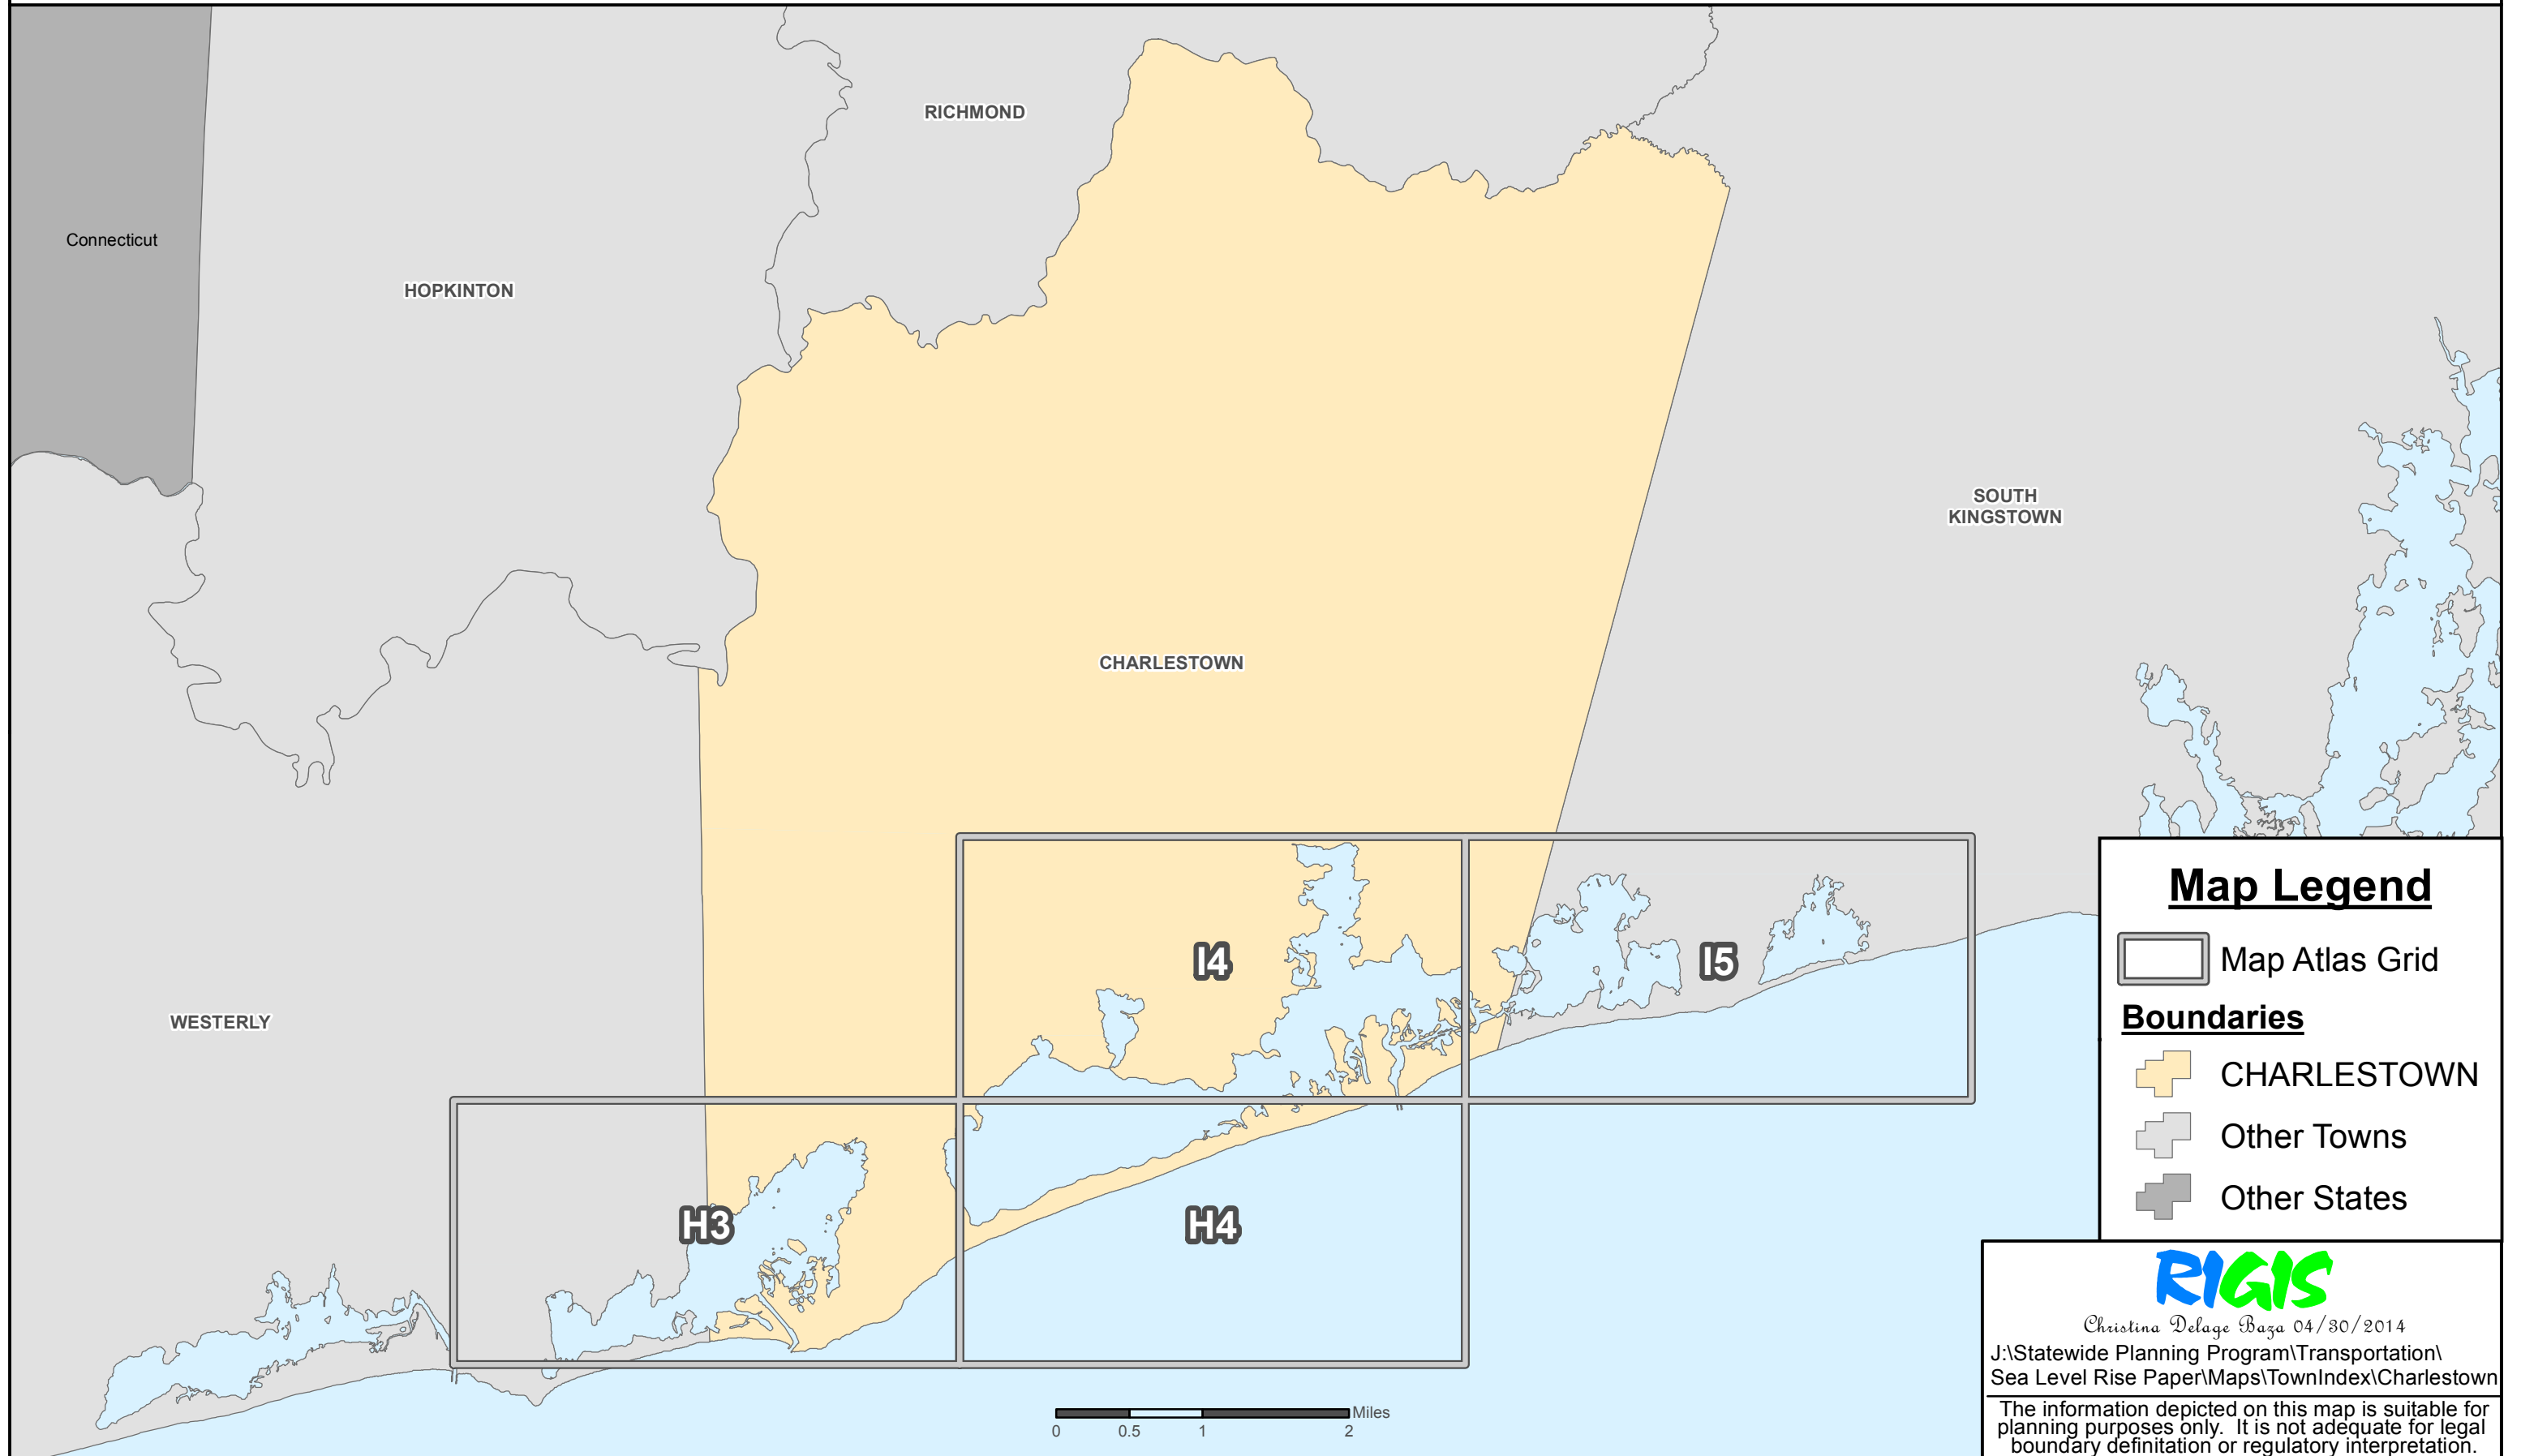 RICHMOND
Connecticut
HOPKINTON
SOUTH
KINGSTOWN
CHARLESTOWN
WESTERLY
I4
I5
H3
H4
Map Legend
Map Atlas Grid
Boundaries
CHARLESTOWN
Other Towns
Other States
RIGIS
Christina Delage Baza 04/30/2014
J:\Statewide Planning Program\Transportation\
Sea Level Rise Paper\Maps\TownIndex\Charlestown
The information depicted on this map is suitable for
planning purposes only.  It is not adequate for legal
boundary definitation or regulatory interpretation.
Miles
0 0.5 1 2